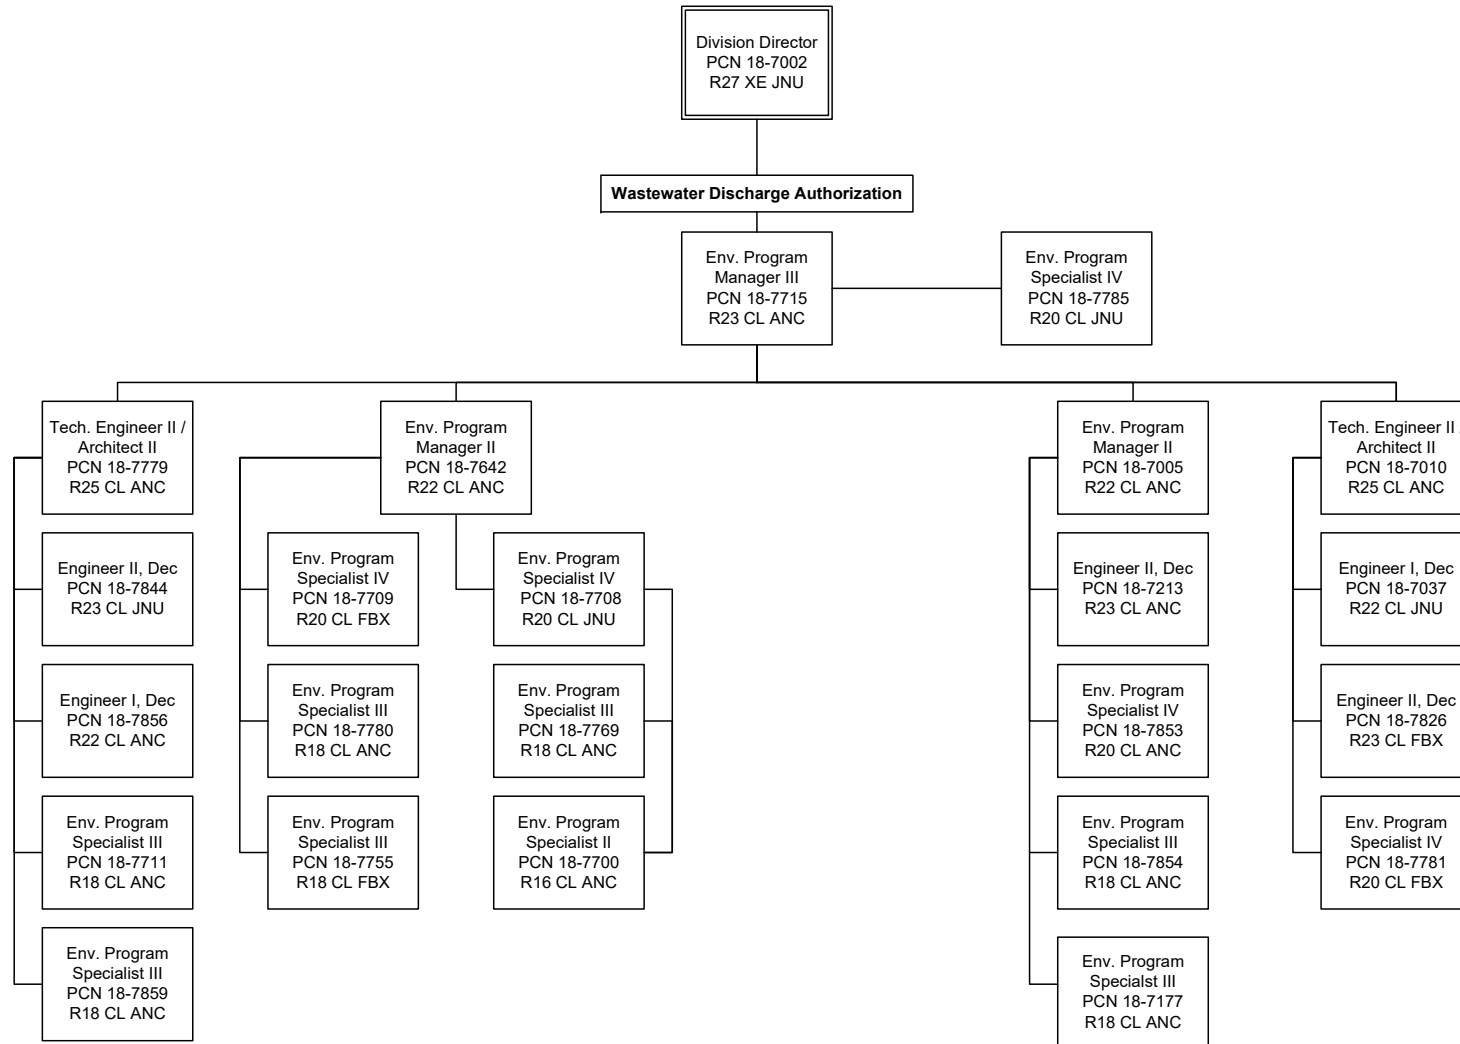 Division Director
PCN 18-7002
R27 XE JNU
Wastewater Discharge Authorization
Env. Program
Manager III
PCN 18-7715
R23 CL ANC
Env. Program
Specialist IV
PCN 18-7785
R20 CL JNU
Tech. Engineer II /
Architect II
PCN 18-7779
R25 CL ANC
Engineer II, Dec
PCN 18-7844
R23 CL JNU
Engineer I, Dec
PCN 18-7856
R22 CL ANC
Env. Program
Specialist III
PCN 18-7711
R18 CL ANC
Env. Program
Specialist III
PCN 18-7859
R18 CL ANC
Env. Program
Manager II
PCN 18-7642
R22 CL ANC
Env. Program
Specialist IV
PCN 18-7709
R20 CL FBX
Env. Program
Specialist III
PCN 18-7780
R18 CL ANC
Env. Program
Specialist III
PCN 18-7755
R18 CL FBX
Env. Program
Specialist IV
PCN 18-7708
R20 CL JNU
Env. Program
Specialist III
PCN 18-7769
R18 CL ANC
Env. Program
Specialist II
PCN 18-7700
R16 CL ANC
Env. Program
Manager II
PCN 18-7005
R22 CL ANC
Engineer II, Dec
PCN 18-7213
R23 CL ANC
Env. Program
Specialist IV
PCN 18-7853
R20 CL ANC
Env. Program
Specialist III
PCN 18-7854
R18 CL ANC
Env. Program
Specialst III
PCN 18-7177
R18 CL ANC
Tech. Engineer II /
Architect II
PCN 18-7010
R25 CL ANC
Engineer I, Dec
PCN 18-7037
R22 CL JNU
Engineer II, Dec
PCN 18-7826
R23 CL FBX
Env. Program
Specialist IV
PCN 18-7781
R20 CL FBX